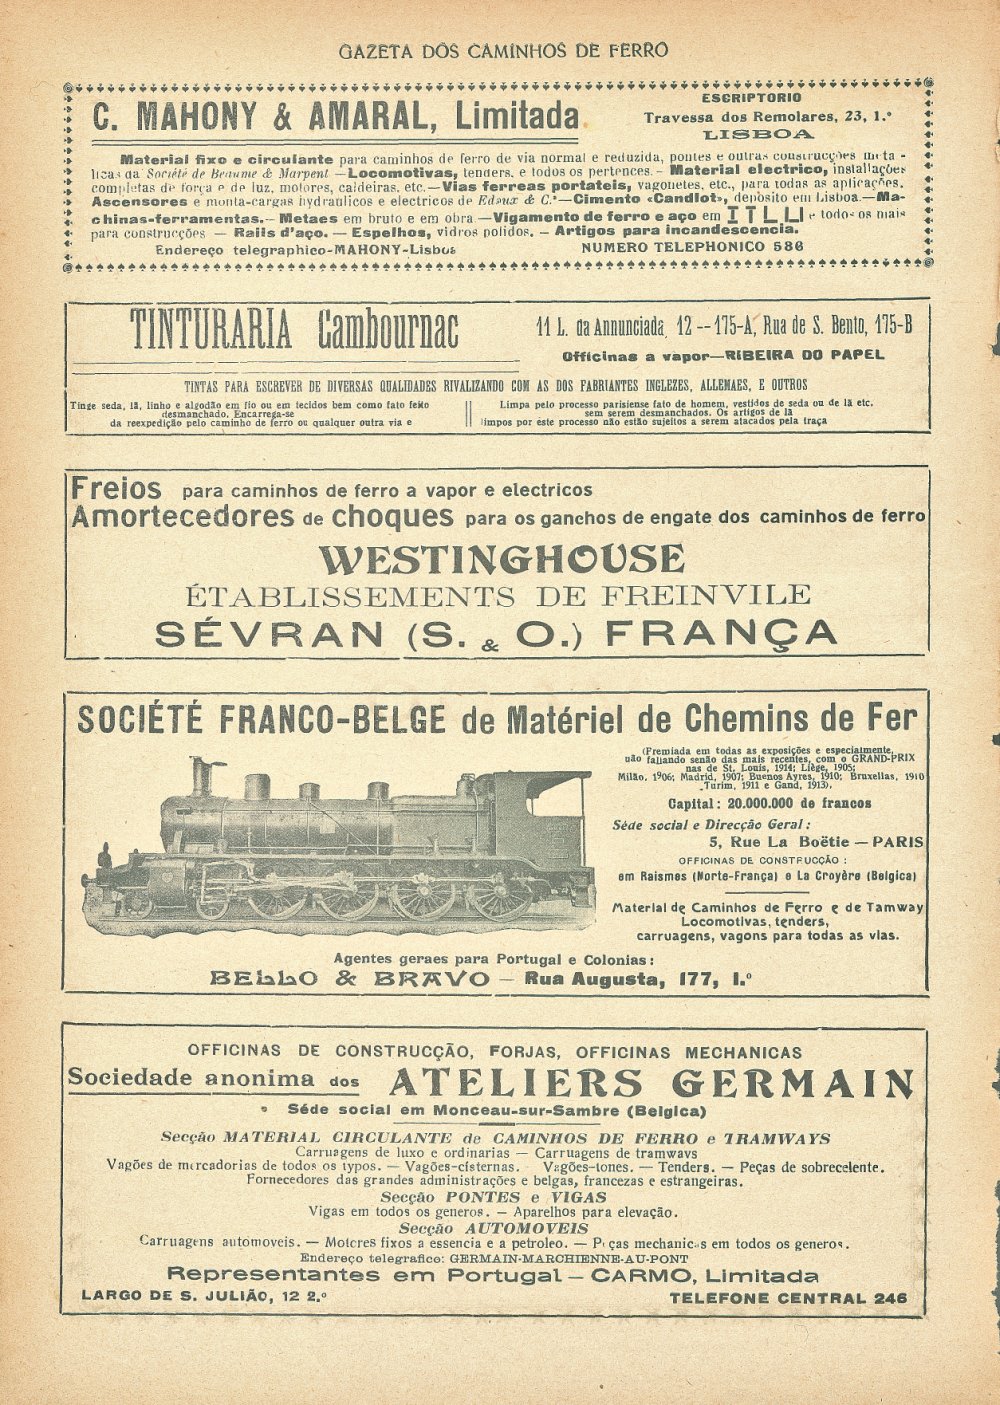 GAZETA DOS CAMINHOS DE FERRO
C. MAHONY & AMARAL, Limitada
ESCRIPTORIO
Travessa dos Remolares, 23, 1.º
LISBOA
Material fixo e circulante para caminhos de ferro de via normal e reduzida, pontes e outras construcções meta-
licas da Société de Beaume & Marpent.—Locomotivas, tenders, e todos os pertences.—Material electrico, installações
completas de força e de luz, motores, caldeiras, etc.—Vias ferreas portateis, vagonetes, etc., para todas as aplicações.
Ascensores e monta-cargas hydraulicos e electricos de Edoux & C.ª—Cimento «Candlot», depòsito em Lisboa.—Ma-
chinas-ferramentas.—Metaes em bruto e em obra—Vigamento de ferro e aço em I T L U e todos os mais
para construcções — Rails d'aço. — Espelhos, vidros polidos. — Artigos para incandescencia.
Endereço telegraphico-MAHONY-Lisboa
NUMERO TELEPHONICO 586
TINTURARIA Cambournac
11 L. da Annunciada, 12 -- 175-A, Rua de S. Bento, 175-B
Officinas a vapor—RIBEIRA DO PAPEL
TINTAS PARA ESCREVER DE DIVERSAS QUALIDADES RIVALIZANDO COM AS DOS FABRIANTES INGLEZES, ALLEMAES, E OUTROS
Tinge seda, lã, linho e algodão em fio ou em tecidos bem como fato feito
desmanchado. Encarrega-se
da reexpedição pelo caminho de ferro ou qualquer outra via e
Limpa pelo processo parisiense fato de homem, vestidos de seda ou de lã etc.
sem serem desmanchados. Os artigos de lã
limpos por este processo não estão sujeitos a serem atacados pela traça
Freios para caminhos de ferro a vapor e electricos
Amortecedores de choques para os ganchos de engate dos caminhos de ferro
WESTINGHOUSE
ÉTABLISSEMENTS DE FREINVILE
SÉVRAN (S. & O.) FRANÇA
SOCIÉTÉ FRANCO-BELGE de Matériel de Chemins de Fer
(Premiada em todas as exposições e especialmente,
não fallando senão das mais recentes, com o GRAND-PRIX
nas de St. Louis, 1914; Liège, 1905;
Milão, 1906; Madrid, 1907; Buenos Ayres, 1910; Bruxellas, 1910
Turim, 1911 e Gand, 1913).
Capital: 20.000.000 de francos
Séde social e Direcção Geral:
5, Rue La Boëtie — PARIS
OFFICINAS DE CONSTRUCÇÃO:
em Raismes (Norte-França) e La Croyère (Belgica)
Material de Caminhos de Ferro e de Tamway
Locomotivas, tenders,
carruagens, vagons para todas as vias.
Agentes geraes para Portugal e Colonias:
BELLO & BRAVO — Rua Augusta, 177, 1.º
OFFICINAS DE CONSTRUCÇÃO, FORJAS, OFFICINAS MECHANICAS
Sociedade anonima dos ATELIERS GERMAIN
Séde social em Monceau-sur-Sambre (Belgica)
Secção MATERIAL CIRCULANTE de CAMINHOS DE FERRO e TRAMWAYS
Carruagens de luxo e ordinarias — Carruagens de tramways
Vagões de mercadorias de todos os typos. — Vagões-cisternas. Vagões-tones. — Tenders. — Peças de sobrecelente.
Fornecedores das grandes administrações e belgas, francezas e estrangeiras.
Secção PONTES e VIGAS
Vigas em todos os generos. — Aparelhos para elevação.
Secção AUTOMOVEIS
Carruagens automoveis. — Motores fixos a essencia e a petroleo. — Peças mechanicas em todos os generos.
Endereço telegrafico: GERMAIN-MARCHIENNE-AU-PONT
Representantes em Portugal — CARMO, Limitada
LARGO DE S. JULIÃO, 12 2.º
TELEFONE CENTRAL 246